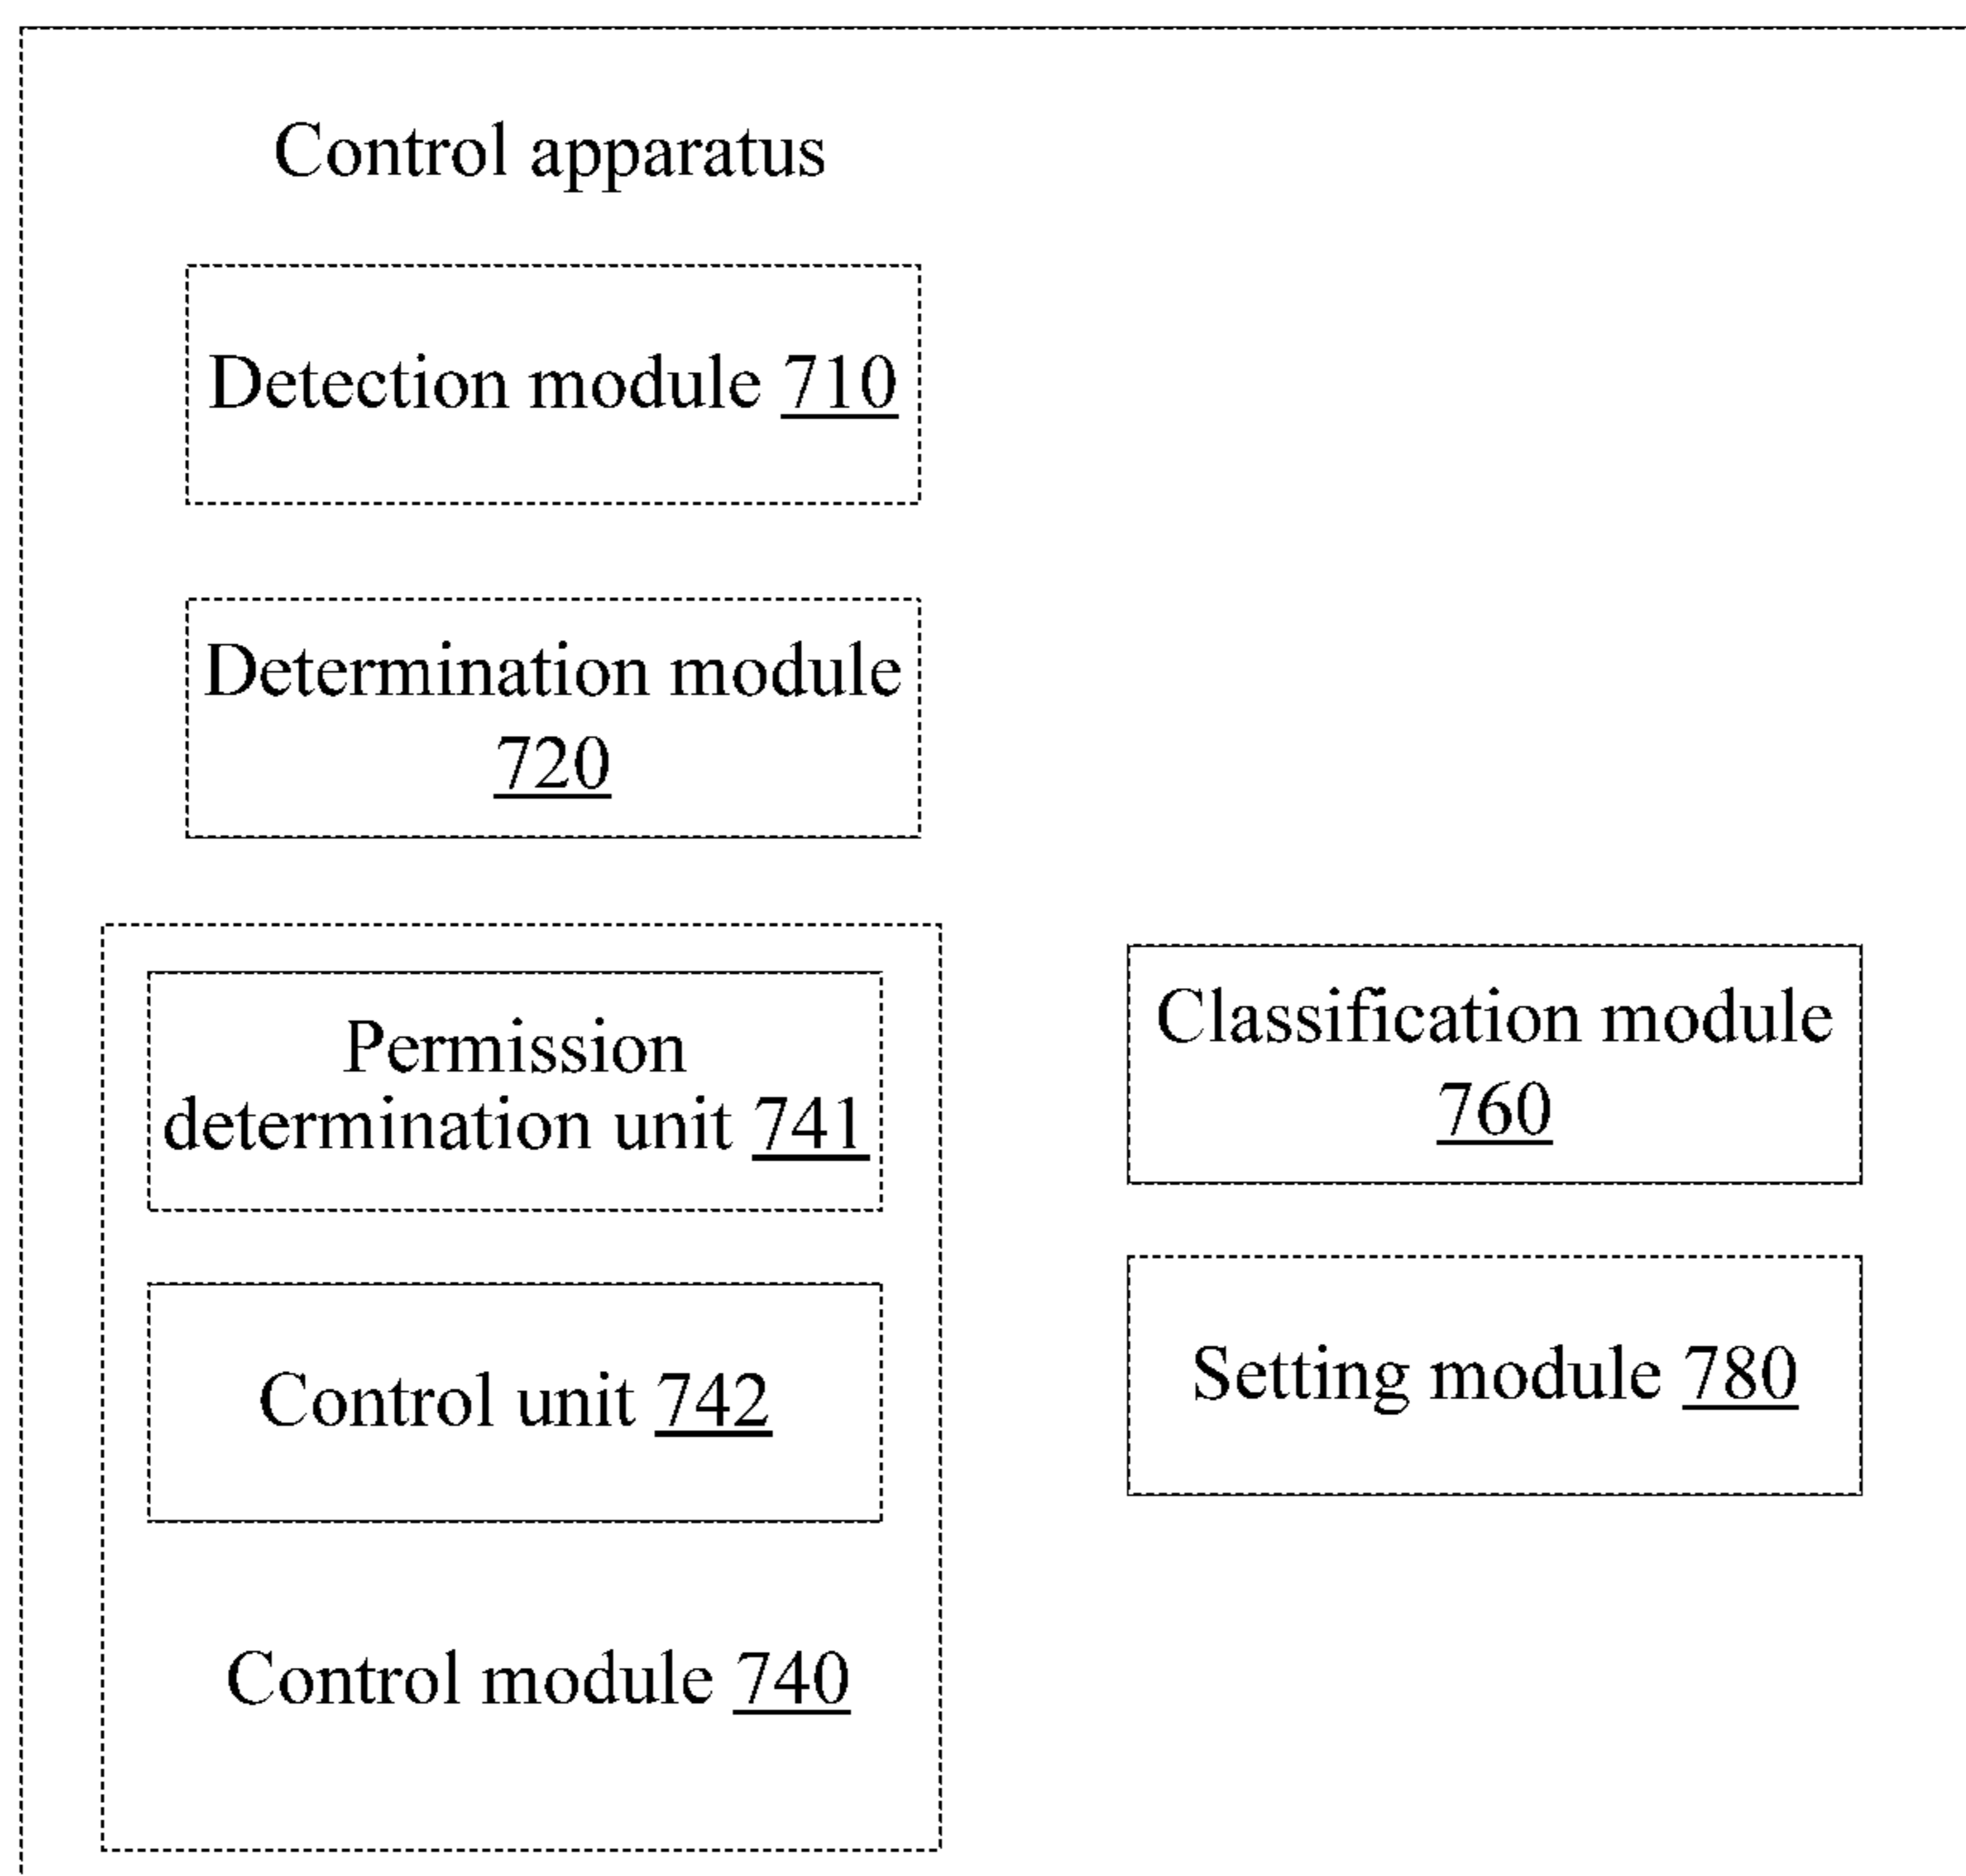 Control apparatus
Detection module 710
Determination module
720
Permission
determination unit 741
Control unit 742
Control module 740
Classification module
760
Setting module 780